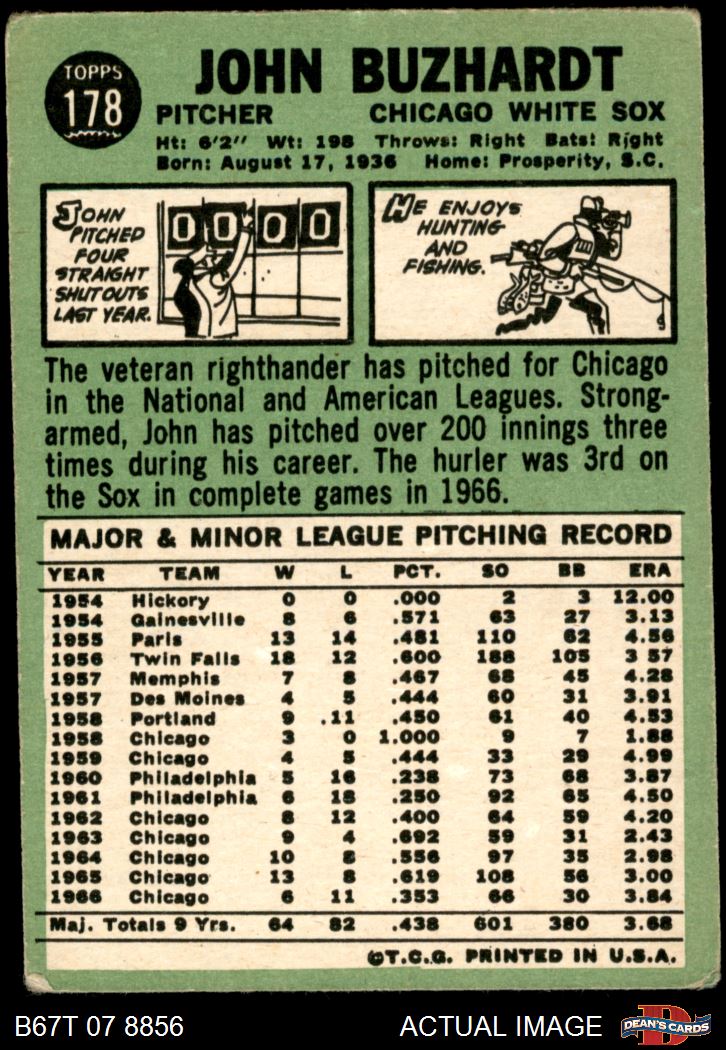 TOPPS
178
JOHN BUZHARDT
PITCHER CHICAGO WHITE SOX
Ht: 6'2" Wt: 198 Throws: Right Bats: Right
Born: August 17, 1936 Home: Prosperity, S.C.
JOHN
PITCHED
FOUR
STRAIGHT
SHUTOUTS
LAST YEAR.
0 0 0 0
HE ENJOYS
HUNTING
AND
FISHING.
The veteran righthander has pitched for Chicago
in the National and American Leagues. Strong-
armed, John has pitched over 200 innings three
times during his career. The hurler was 3rd on
the Sox in complete games in 1966.
MAJOR & MINOR LEAGUE PITCHING RECORD
YEAR TEAM W L PCT. SO BB ERA
1954 Hickory 0 0 .000 2 3 12.00
1954 Gainesville 8 6 .571 63 27 3.13
1955 Paris 13 14 .481 110 62 4.56
1956 Twin Falls 18 12 .600 188 105 3 57
1957 Memphis 7 8 .467 68 45 4.28
1957 Des Moines 4 5 .444 60 31 3.91
1958 Portland 9 .11 .450 61 40 4.53
1958 Chicago 3 0 1.000 9 7 1.88
1959 Chicago 4 5 .444 33 29 4.99
1960 Philadelphia 5 16 .238 73 68 3.87
1961 Philadelphia 6 18 .250 92 65 4.50
1962 Chicago 8 12 .400 64 59 4.20
1963 Chicago 9 4 .692 59 31 2.43
1964 Chicago 10 8 .556 97 35 2.98
1965 Chicago 13 8 .619 108 56 3.00
1966 Chicago 6 11 .353 66 30 3.84
Maj. Totals 9 Yrs. 64 82 .438 601 380 3.68
©T.C.G. PRINTED IN U.S.A.
B67T 07 8856 ACTUAL IMAGE
D
DEAN'S CARDS